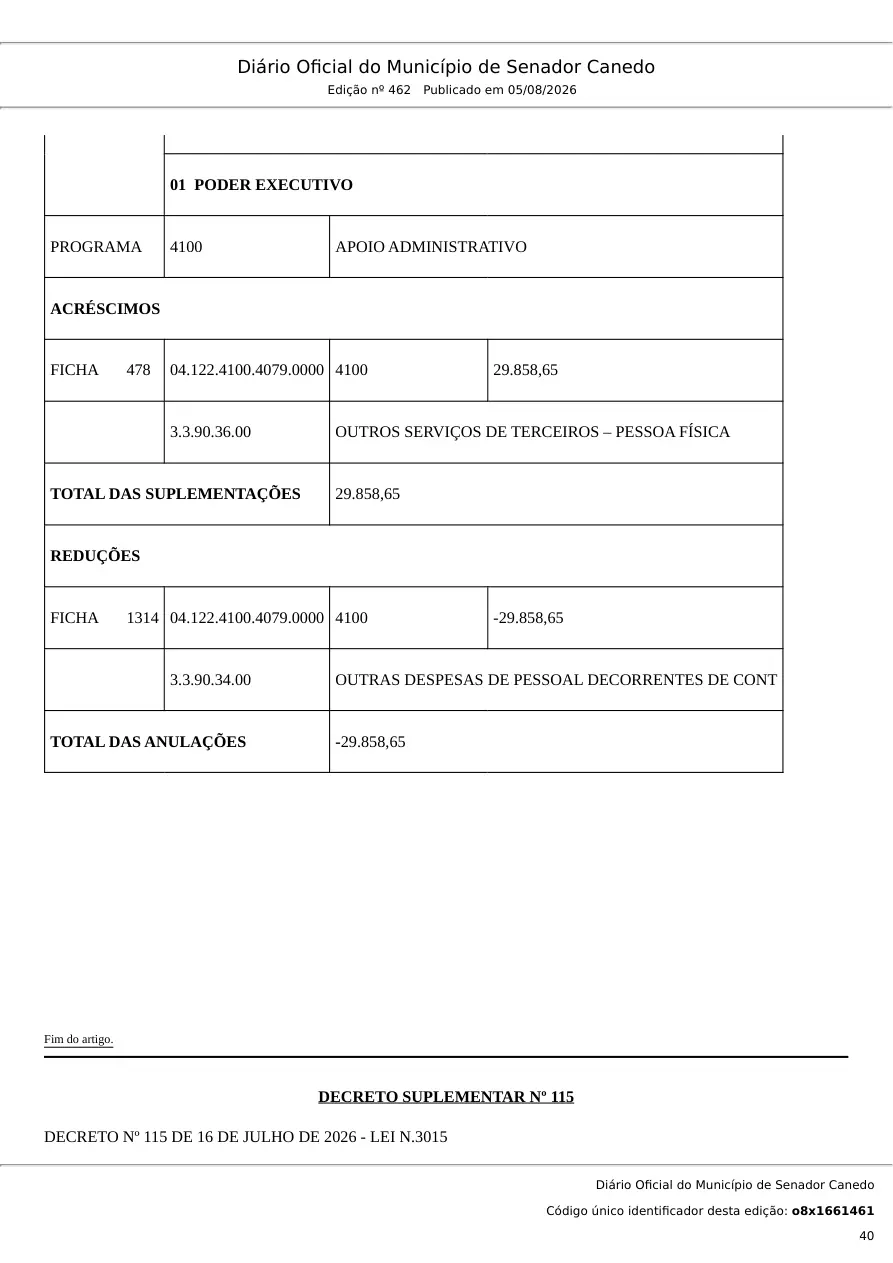 Diário Oficial do Município de Senador Canedo
Edição nº 462 Publicado em 05/08/2026
01 PODER EXECUTIVO
PROGRAMA 4100 APOIO ADMINISTRATIVO
ACRÉSCIMOS
FICHA 478 04.122.4100.4079.0000 4100 29.858,65
3.3.90.36.00 OUTROS SERVIÇOS DE TERCEIROS – PESSOA FÍSICA
TOTAL DAS SUPLEMENTAÇÕES 29.858,65
REDUÇÕES
FICHA 1314 04.122.4100.4079.0000 4100 -29.858,65
3.3.90.34.00 OUTRAS DESPESAS DE PESSOAL DECORRENTES DE CONT
TOTAL DAS ANULAÇÕES -29.858,65
Fim do artigo.
DECRETO SUPLEMENTAR Nº 115
DECRETO Nº 115 DE 16 DE JULHO DE 2026 - LEI N.3015
Diário Oficial do Município de Senador Canedo
Código único identificador desta edição: o8x1661461
40